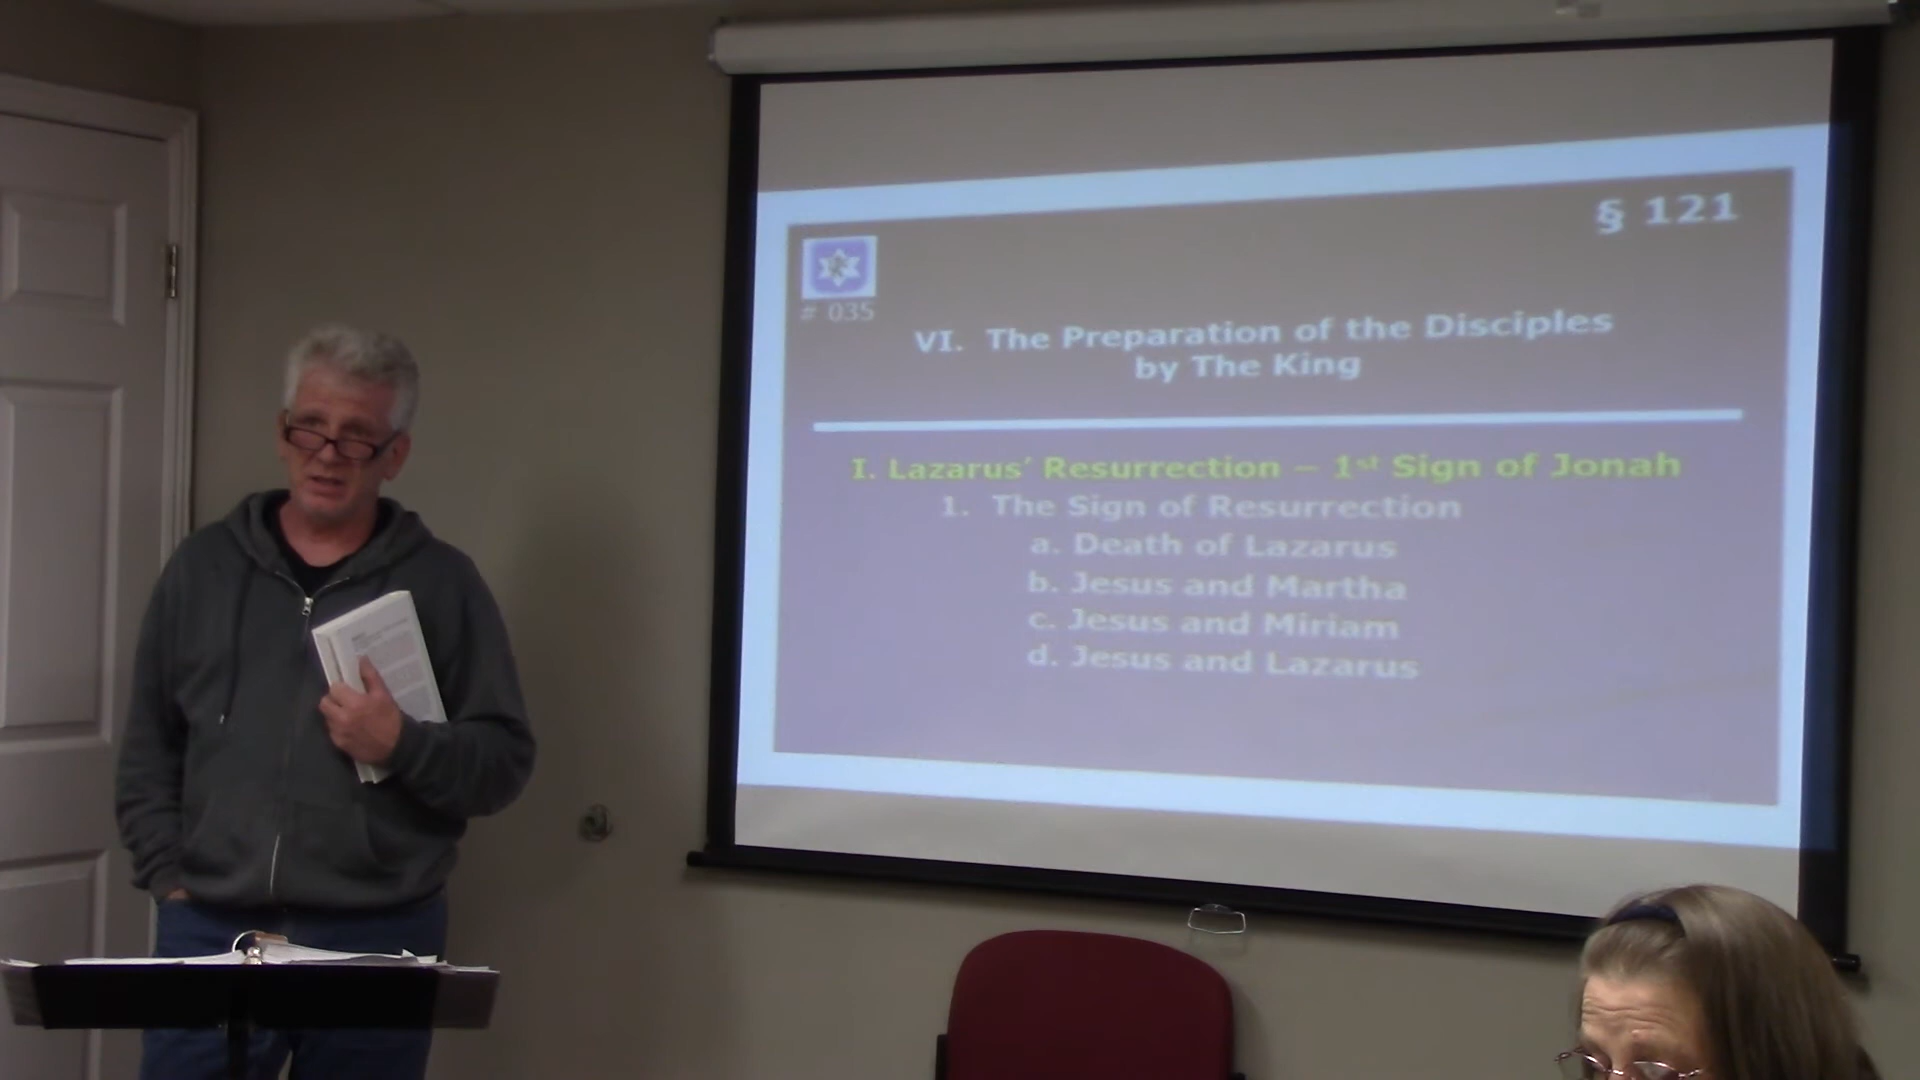 § 121
# 035
VI. The Preparation of the Disciples
by The King
I. Lazarus' Resurrection – 1st Sign of Jonah
1. The Sign of Resurrection
a. Death of Lazarus
b. Jesus and Martha
c. Jesus and Miriam
d. Jesus and Lazarus